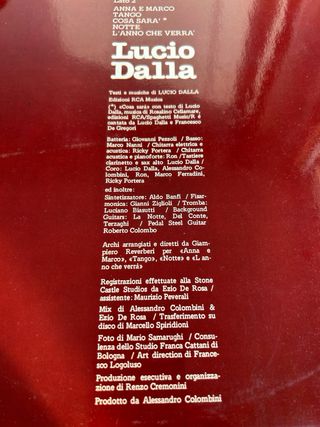 Lato 2
ANNA E MARCO
TANGO
COSA SARA' *
NOTTE
L'ANNO CHE VERRA'
Lucio
Dalla
Testi e musiche di LUCIO DALLA
Edizioni RCA Musica
(*) «Cosa sarà» con testo di Lucio
Dalla, musica di Rosalino Cellamare,
edizioni RCA/Spaghetti Music/R è
cantata da Lucio Dalla e Francesco
De Gregori
Batteria: Giovanni Pezzoli / Basso:
Marco Nanni / Chitarra elettrica e
acustica: Ricky Portera / Chitarra
acustica e pianoforte: Ron / Tastiere
clarinetto e sax alto Lucio Dalla /
Coro: Lucio Dalla, Alessandro Co-
lombini, Ron, Marco Ferradini,
Ricky Portera
ed inoltre:
Sintetizzatore: Aldo Banfi / Fisar-
monica: Gianni Ziglioli / Tromba:
Luciano Biasutti / Background
Guitars: La Notte, Del Conte,
Terzaghi / Pedal Steel Guitar
Roberto Colombo
Archi arrangiati e diretti da Giam-
piero Reverberi per «Anna e
Marco», «Tango», «Notte» e «L'an-
no che verrà»
Registrazioni effettuate alla Stone
Castle Studios da Ezio De Rosa /
assistente: Maurizio Peverali
Mix di Alessandro Colombini &
Ezio De Rosa / Trasferimento su
disco di Marcello Spiridioni
Foto di Mario Samarughi / Consu-
lenza dello Studio Franca Cattani di
Bologna / Art direction di France-
sco Logoluso
Produzione esecutiva e organizza-
zione di Renzo Cremonini
Prodotto da Alessandro Colombini